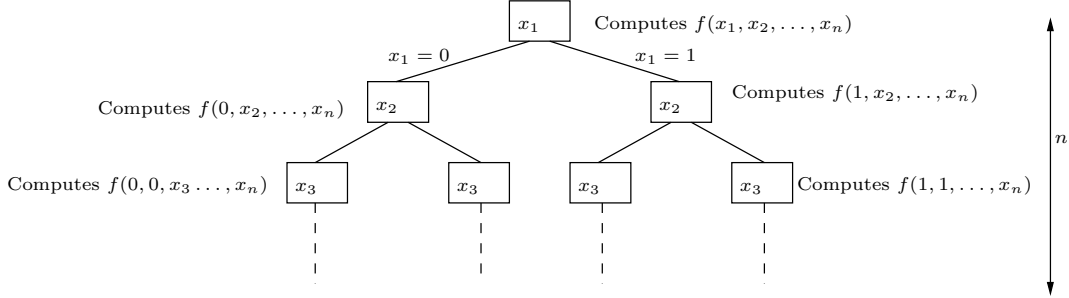 x_1
Computes f(x_1, x_2, . . . , x_n)
x_1 = 0
x_1 = 1
Computes f(0, x_2, . . . , x_n)
x_2
x_2
Computes f(1, x_2, . . . , x_n)
n
Computes f(0, 0, x_3 . . . , x_n)
x_3
x_3
x_3
x_3
Computes f(1, 1, . . . , x_n)